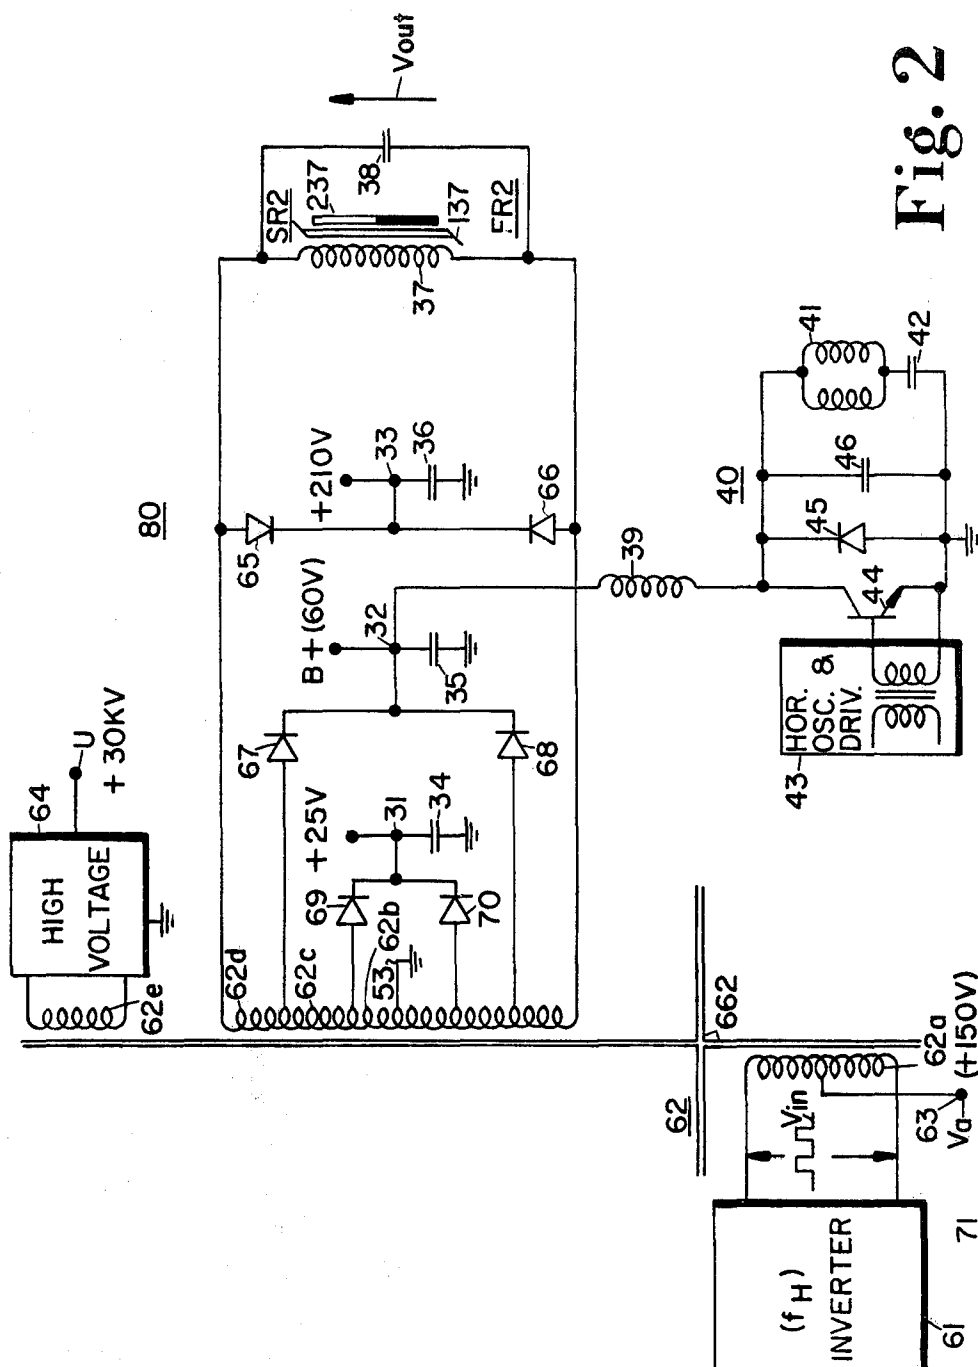 HIGH
VOLTAGE
64
U
+30KV
62e
80
62d
62c
62b
53
67
69
70
68
+25V
31
34
B+(60V)
32
35
65
+210V
33
36
66
SR2
237
38
Vout
137
FR2
37
39
40
41
42
46
45
44
HOR.
OSC. &
DRIV.
43
662
62
62a
Vin
63
Va
(+150V)
(fH)
INVERTER
61
71
Fig. 2